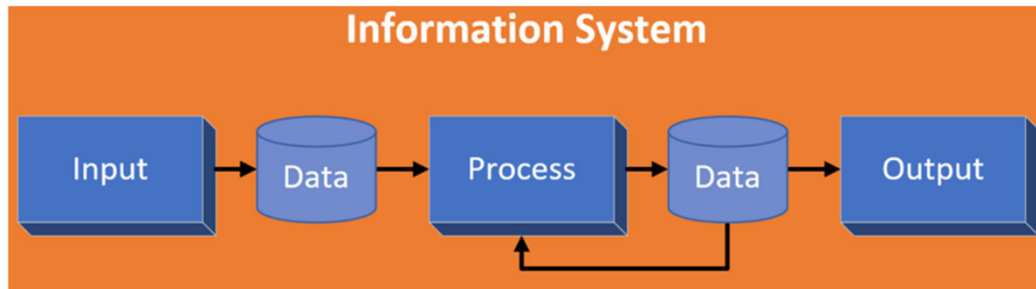 Information System
Input
Data
Process
Data
Output